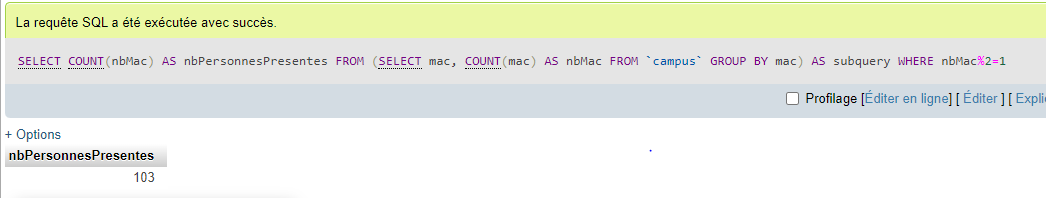 La requête SQL a été exécutée avec succès.
SELECT COUNT(nbMac) AS nbPersonnesPresentes FROM (SELECT mac, COUNT(mac) AS nbMac FROM `campus` GROUP BY mac) AS subquery WHERE nbMac%2=1
Profilage [Éditer en ligne] [ Éditer ] [ Expli
+ Options
nbPersonnesPresentes
103